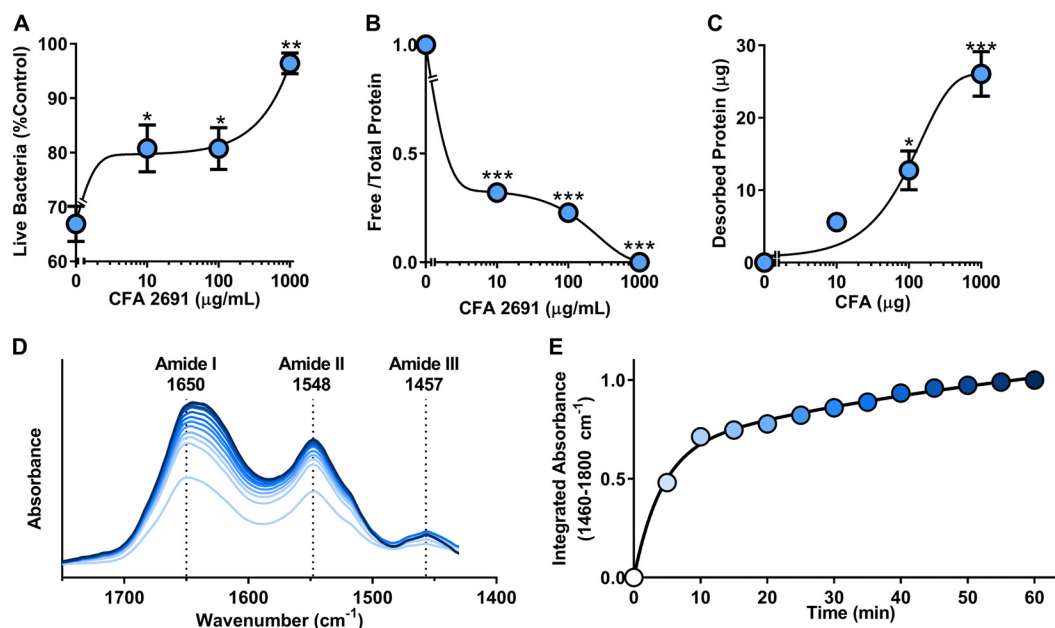 A
Live Bacteria (%Control)
100
90
80
70
60
*
*
**
0
10
100
1000
CFA 2691 (μg/mL)
B
Free /Total Protein
1.0
0.5
0.0
***
***
***
0
10
100
1000
CFA 2691 (μg/mL)
C
Desorbed Protein (μg)
30
20
10
0
*
***
0
10
100
1000
CFA (μg)
D
Absorbance
Amide I
1650
Amide II
1548
Amide III
1457
1700
1600
1500
1400
Wavenumber (cm-1)
E
Integrated Absorbance
(1460-1800 cm-1)
1.0
0.5
0.0
0
10
20
30
40
50
60
Time (min)